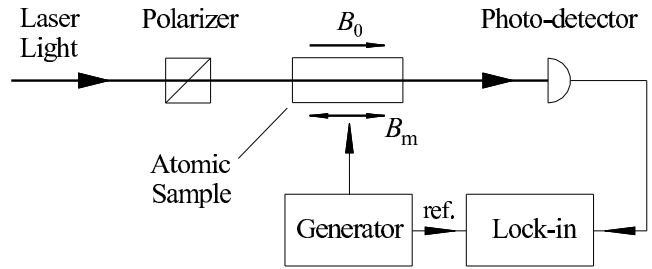 Laser
Light
Polarizer
B0
Photo-detector
Bm
Atomic
Sample
Generator
ref.
Lock-in